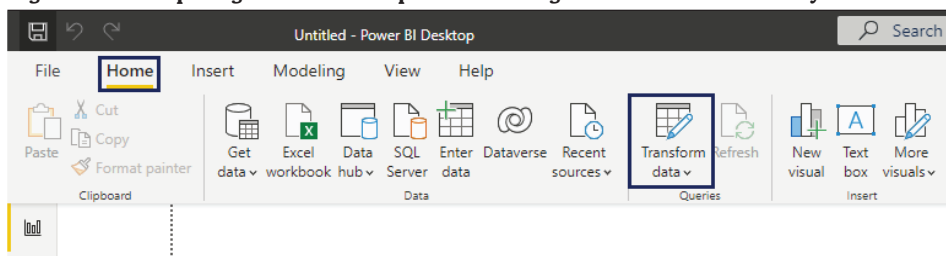 Untitled - Power BI Desktop
Search
File Home Insert Modeling View Help
Cut
Copy
Format painter
Paste
Clipboard
Get data
Excel workbook
Data hub
SQL Server
Enter data
Dataverse
Recent sources
Data
Transform data
Refresh
Queries
New visual
Text box
More visuals
Insert